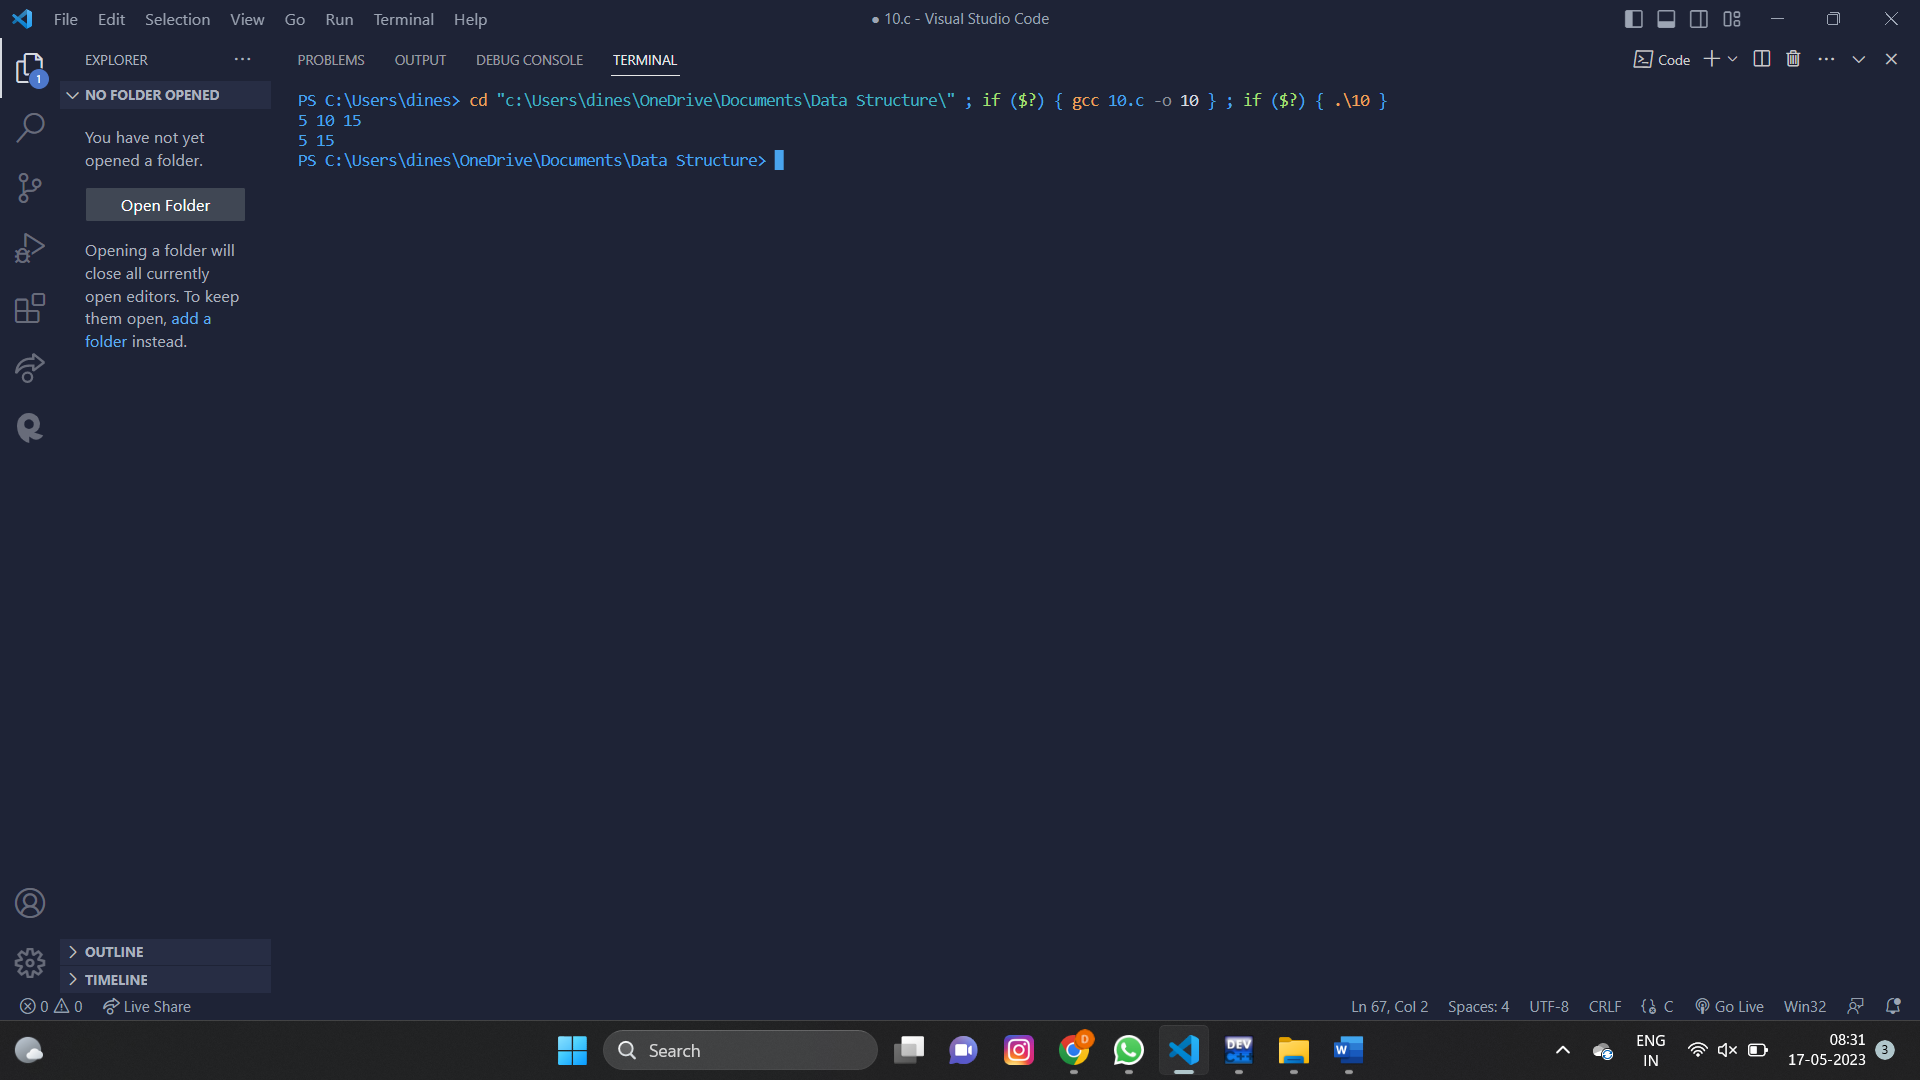 File Edit Selection View Go Run Terminal Help
● 10.c - Visual Studio Code
EXPLORER
PROBLEMS OUTPUT DEBUG CONSOLE TERMINAL
Code
1
NO FOLDER OPENED
You have not yet
opened a folder.
Open Folder
Opening a folder will
close all currently
open editors. To keep
them open, add a
folder instead.
PS C:\Users\dines> cd "c:\Users\dines\OneDrive\Documents\Data Structure\" ; if ($?) { gcc 10.c -o 10 } ; if ($?) { .\10 }
5 10 15
5 15
PS C:\Users\dines\OneDrive\Documents\Data Structure>
OUTLINE
TIMELINE
0 0 Live Share
Ln 67, Col 2 Spaces: 4 UTF-8 CRLF {} C Go Live Win32
Search
D
DEV
C++
W
ENG
IN
08:31
17-05-2023
3